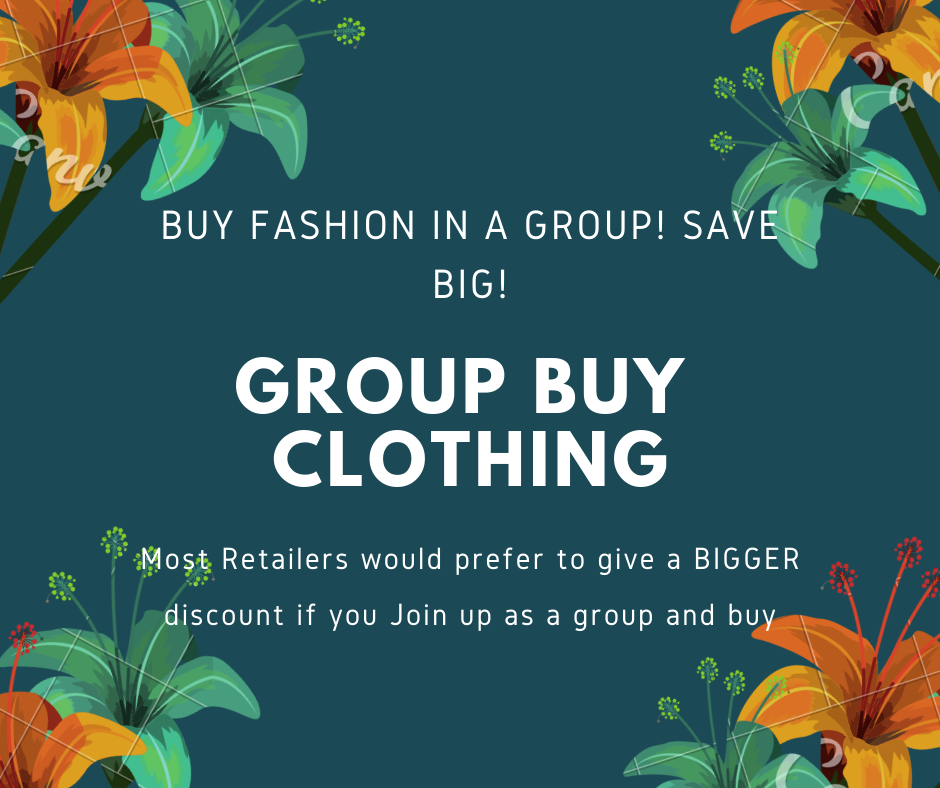 BUY FASHION IN A GROUP! SAVE
BIG!
GROUP BUY
CLOTHING
Most Retailers would prefer to give a BIGGER
discount if you Join up as a group and buy